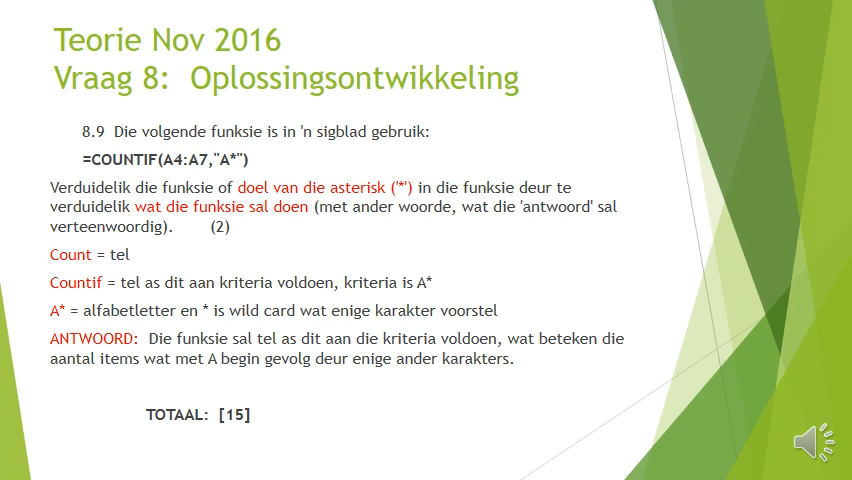 Teorie Nov 2016
Vraag 8: Oplossingsontwikkeling
8.9 Die volgende funksie is in 'n sigblad gebruik:
=COUNTIF(A4:A7,"A*")
Verduidelik die funksie of doel van die asterisk ('*') in die funksie deur te
verduidelik wat die funksie sal doen (met ander woorde, wat die 'antwoord' sal
verteenwoordig). (2)
Count = tel
Countif = tel as dit aan kriteria voldoen, kriteria is A*
A* = alfabetletter en * is wild card wat enige karakter voorstel
ANTWOORD: Die funksie sal tel as dit aan die kriteria voldoen, wat beteken die
aantal items wat met A begin gevolg deur enige ander karakters.
TOTAAL: [15]